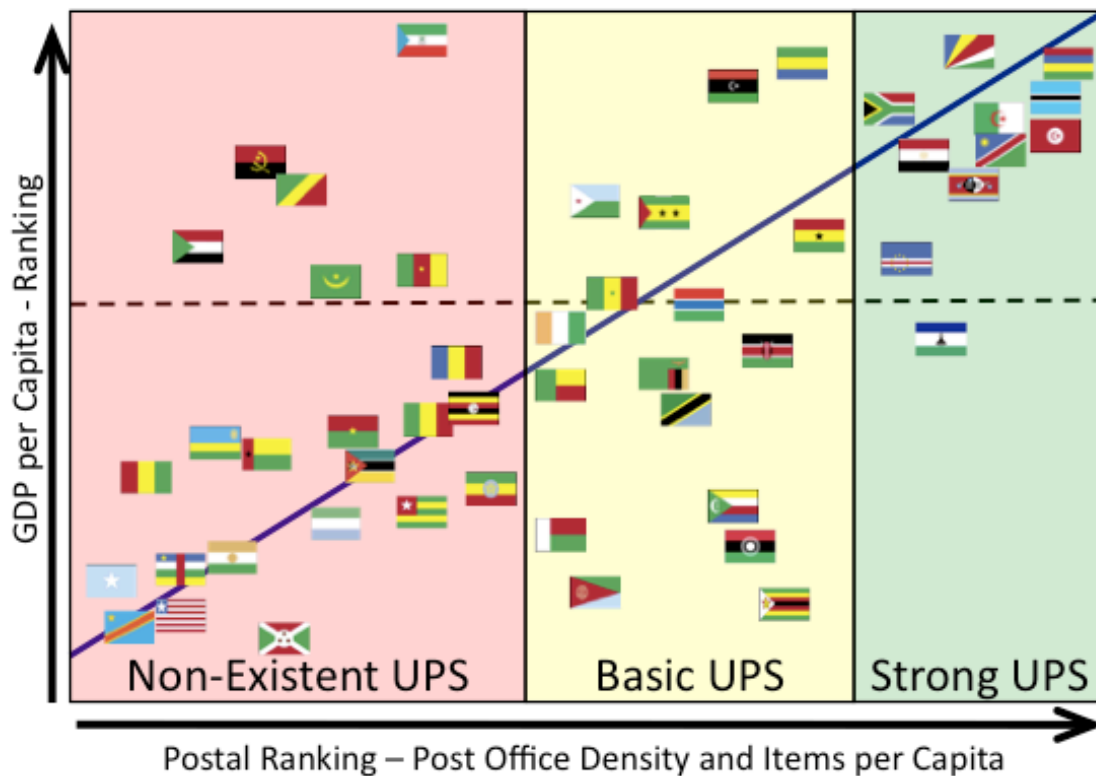 GDP per Capita - Ranking
Non-Existent UPS
Basic UPS
Strong UPS
Postal Ranking – Post Office Density and Items per Capita